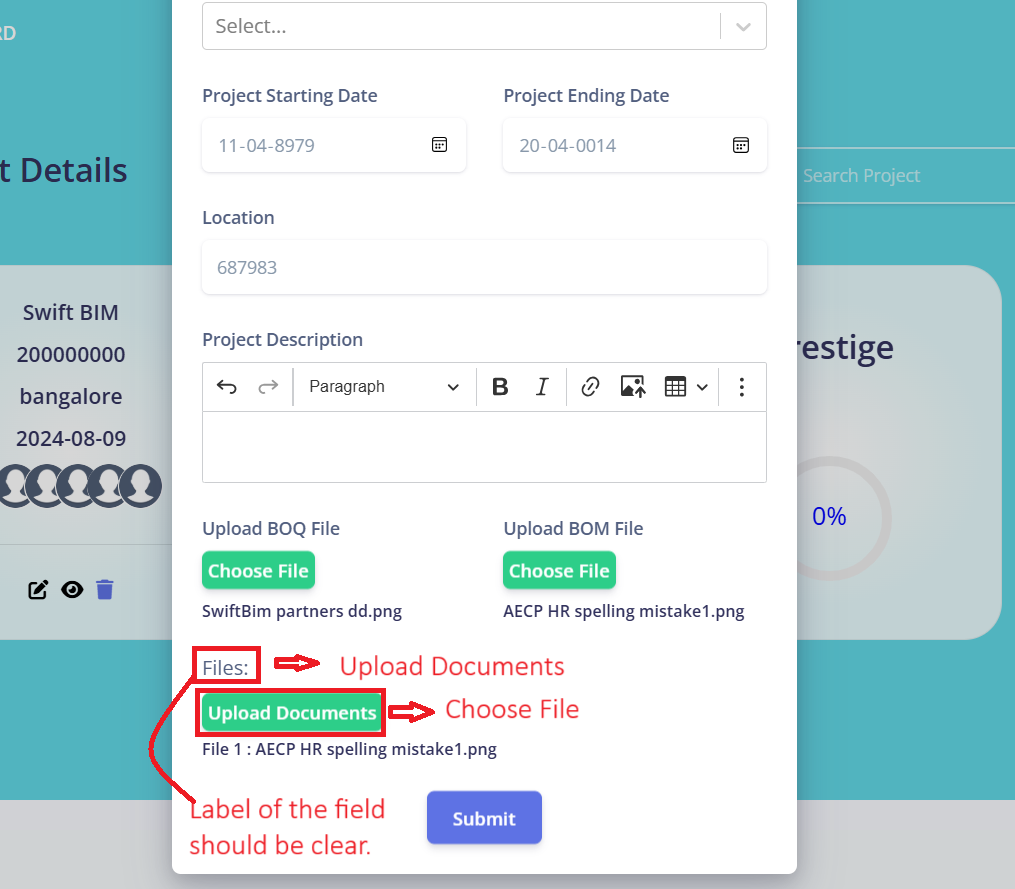 RD
Select...
Project Starting Date
Project Ending Date
11-04-8979
20-04-0014
t Details
Search Project
Location
687983
Swift BIM
200000000
bangalore
2024-08-09
restige
Project Description
Paragraph
B I
0%
Upload BOQ File
Upload BOM File
Choose File
Choose File
SwiftBim partners dd.png
AECP HR spelling mistake1.png
Files:
Upload Documents
Upload Documents
Choose File
File 1 : AECP HR spelling mistake1.png
Label of the field
should be clear.
Submit